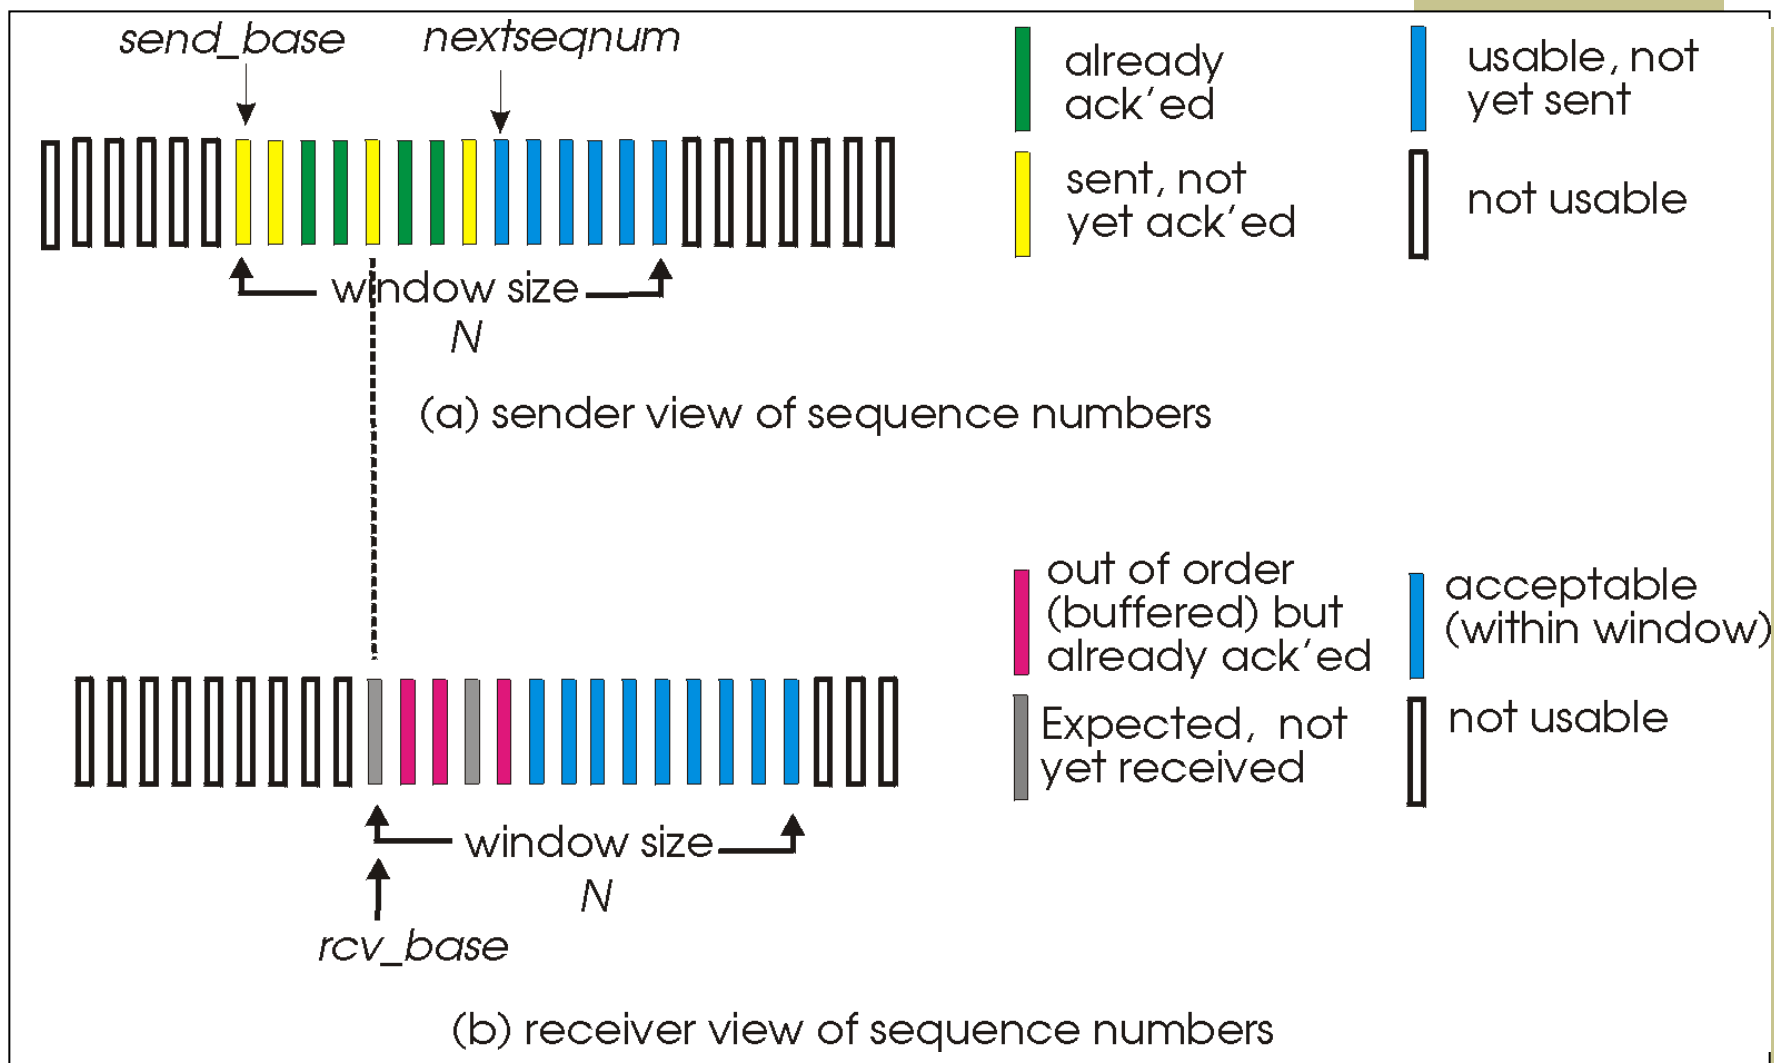 send_base
nextseqnum
already
ack'ed
usable, not
yet sent
sent, not
yet ack'ed
not usable
window size
N
(a) sender view of sequence numbers
out of order
(buffered) but
already ack'ed
acceptable
(within window)
Expected, not
yet received
not usable
window size
N
rcv_base
(b) receiver view of sequence numbers